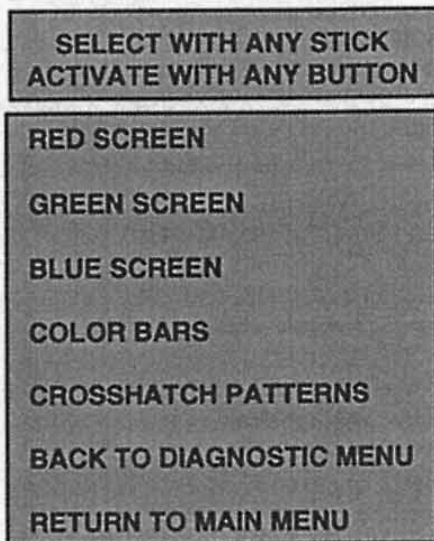 SELECT WITH ANY STICK
ACTIVATE WITH ANY BUTTON
RED SCREEN
GREEN SCREEN
BLUE SCREEN
COLOR BARS
CROSSHATCH PATTERNS
BACK TO DIAGNOSTIC MENU
RETURN TO MAIN MENU